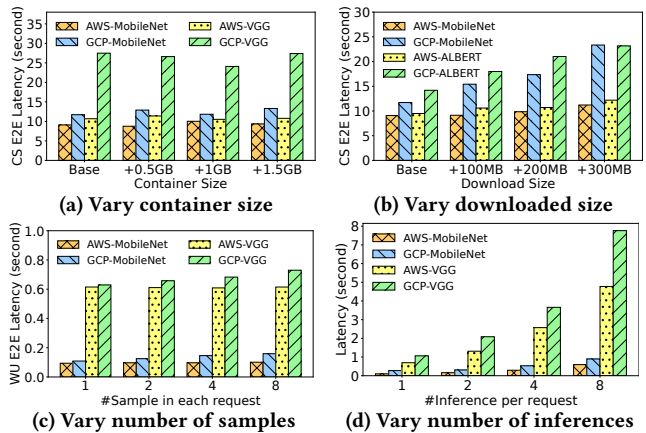 CS E2E Latency (second)
35
30
25
20
15
10
5
0
AWS-MobileNet
GCP-MobileNet
AWS-VGG
GCP-VGG
Base
+0.5GB
+1GB
+1.5GB
Container Size
(a) Vary container size
CS E2E Latency (second)
30
25
20
15
10
5
0
AWS-MobileNet
GCP-MobileNet
AWS-ALBERT
GCP-ALBERT
Base
+100MB
+200MB
+300MB
Download Size
(b) Vary downloaded size
WU E2E Latency (second)
1.0
0.8
0.6
0.4
0.2
0.0
AWS-MobileNet
GCP-MobileNet
AWS-VGG
GCP-VGG
1
2
4
8
#Sample in each request
(c) Vary number of samples
Latency (second)
8
7
6
5
4
3
2
1
0
AWS-MobileNet
GCP-MobileNet
AWS-VGG
GCP-VGG
1
2
4
8
#Inference per request
(d) Vary number of inferences